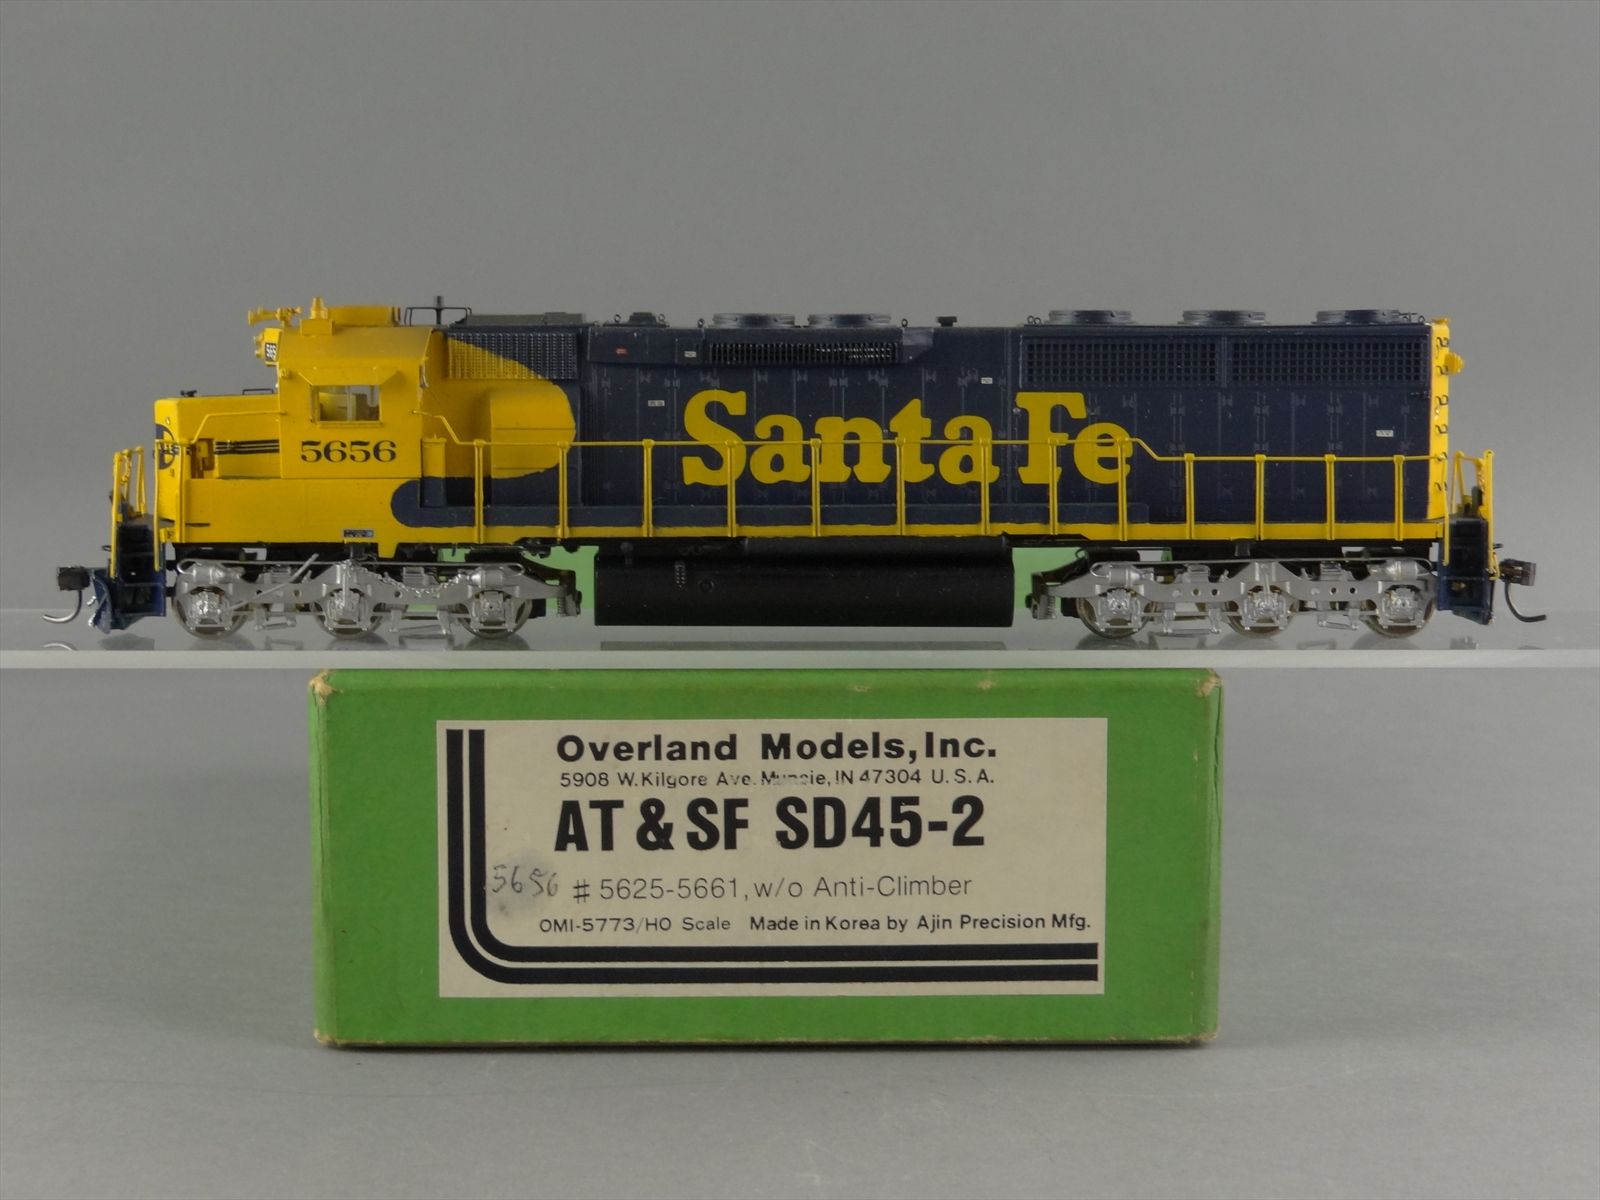 565
5656
Santa Fe
Overland Models, Inc.
5908 W. Kilgore Ave. Muncie, IN 47304 U.S.A.
AT & SF SD45-2
5656 # 5625-5661, w/o Anti-Climber
OMI-5773/HO Scale Made in Korea by Ajin Precision Mfg.